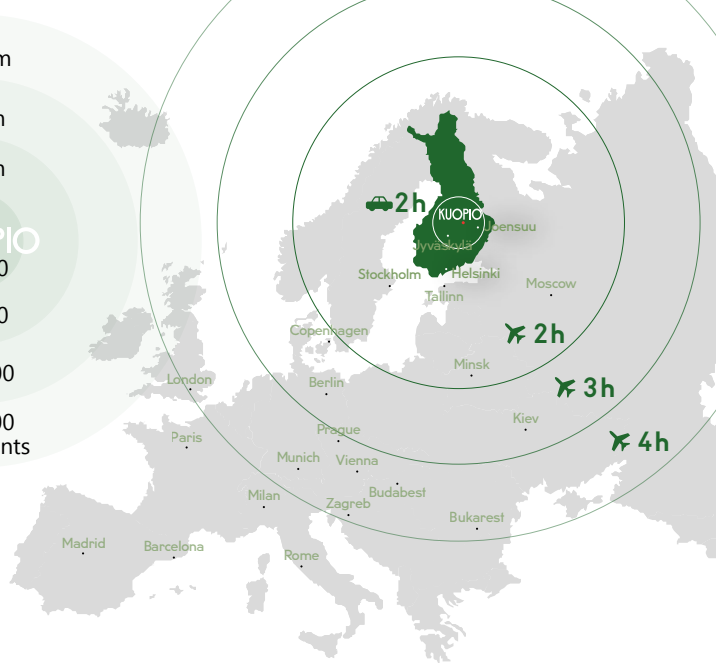 m
n
n
PIO
0
0
00
00
nts
2h
KUOPIO
Joensuu
Jyväskylä
Stockholm
Helsinki
Tallinn
Moscow
Copenhagen
2h
Minsk
London
Berlin
3h
Kiev
Paris
Prague
4h
Munich
Vienna
Milan
Budabest
Zagreb
Bukarest
Madrid
Barcelona
Rome